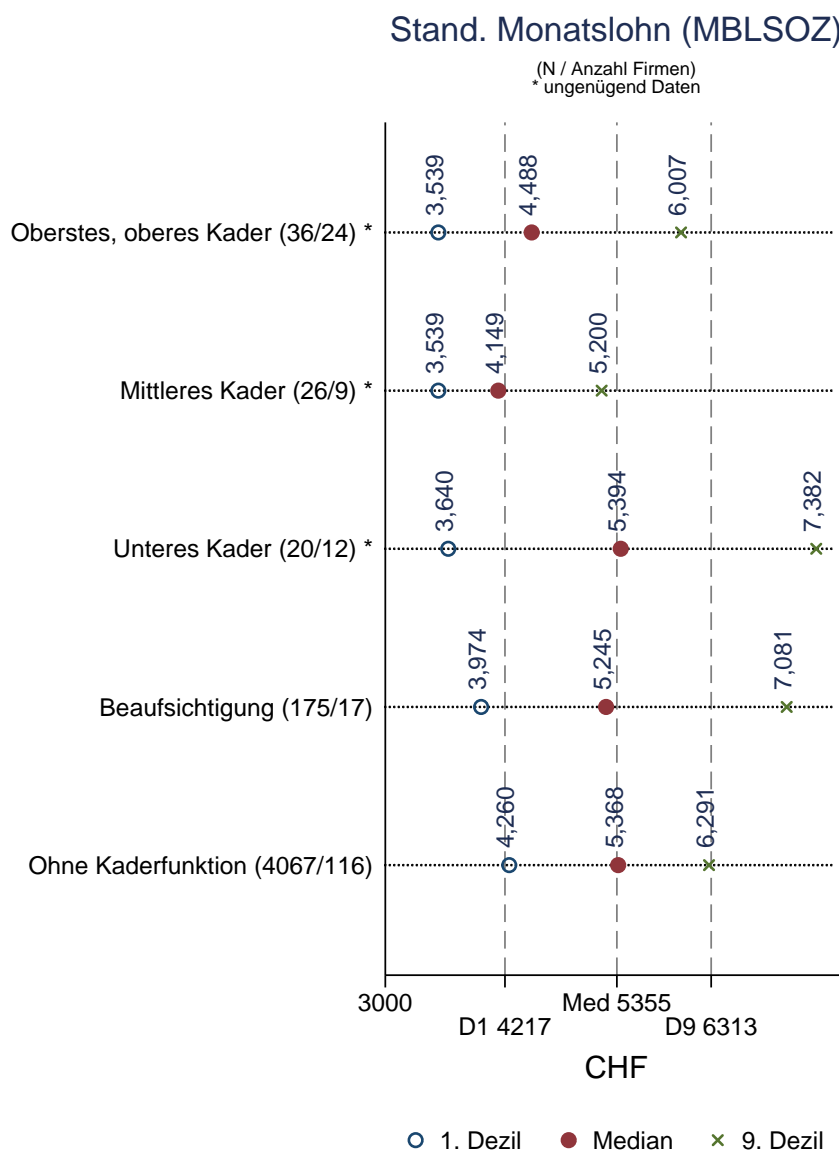 Stand. Monatslohn (MBLSOZ)
(N / Anzahl Firmen)
* ungenügend Daten
3,539
4,488
6,007
Oberstes, oberes Kader (36/24) *
3,539
4,149
5,200
Mittleres Kader (26/9) *
3,640
5,394
7,382
Unteres Kader (20/12) *
3,974
5,245
7,081
Beaufsichtigung (175/17)
4,260
5,368
6,291
Ohne Kaderfunktion (4067/116)
3000
Med 5355
D1 4217
D9 6313
CHF
1. Dezil
Median
9. Dezil